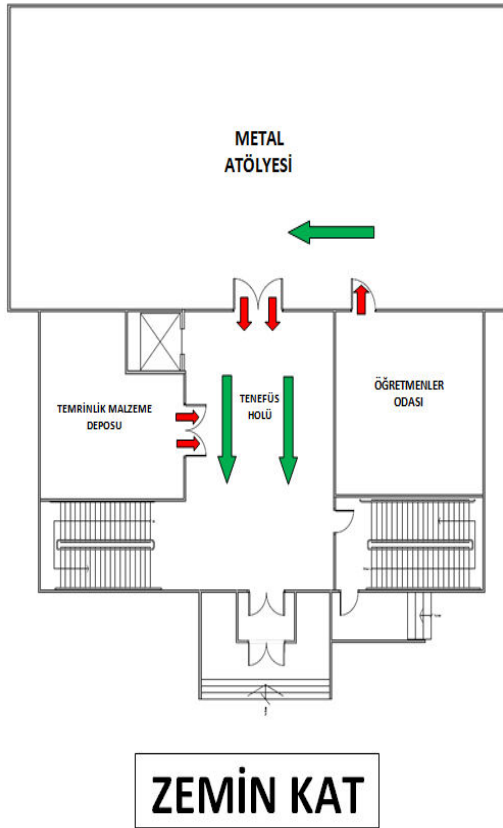 METAL
ATÖLYESİ
TEMRİNLİK MALZEME
DEPOSU
TENEFÜS
HOLÜ
ÖĞRETMENLER
ODASI
ZEMİN KAT